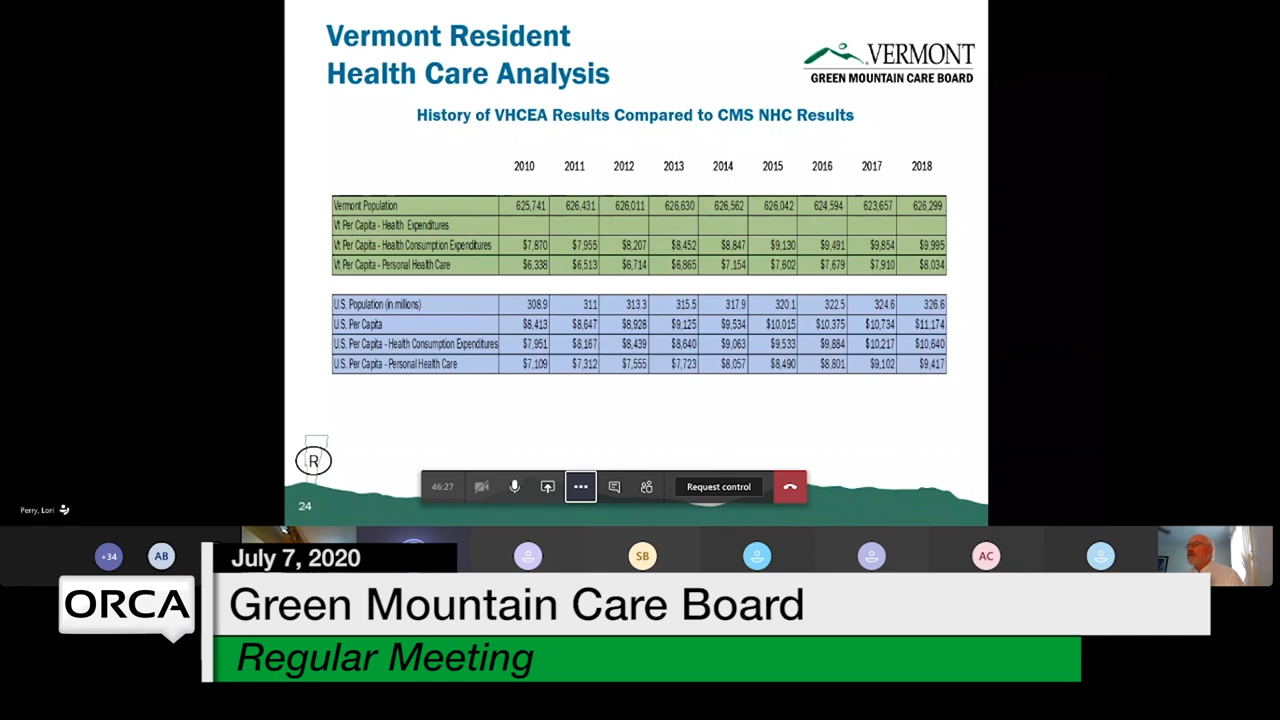 Vermont Resident
Health Care Analysis
VERMONT
GREEN MOUNTAIN CARE BOARD
History of VHCEA Results Compared to CMS NHC Results
2010 2011 2012 2013 2014 2015 2016 2017 2018
Vermont Population 625,741 626,431 626,011 626,630 626,562 626,042 624,594 623,657 626,299
Vt Per Capita - Health Expenditures
Vt Per Capita - Health Consumption Expenditures $7,870 $7,955 $8,207 $8,452 $8,847 $9,130 $9,491 $9,854 $9,995
Vt Per Capita - Personal Health Care $6,338 $6,513 $6,714 $6,865 $7,154 $7,602 $7,679 $7,910 $8,034
U.S. Population (in millions) 308.9 311 313.3 315.5 317.9 320.1 322.5 324.6 326.6
U.S. Per Capita $8,413 $8,647 $8,928 $9,125 $9,534 $10,015 $10,375 $10,734 $11,174
U.S. Per Capita - Health Consumption Expenditures $7,951 $8,167 $8,439 $8,640 $9,063 $9,533 $9,884 $10,217 $10,640
U.S. Per Capita - Personal Health Care $7,109 $7,312 $7,555 $7,723 $8,057 $8,490 $8,801 $9,102 $9,417
R
46:27 Request control
24
Perry, Lori
+34 AB SB AC
July 7, 2020
ORCA
Green Mountain Care Board
Regular Meeting